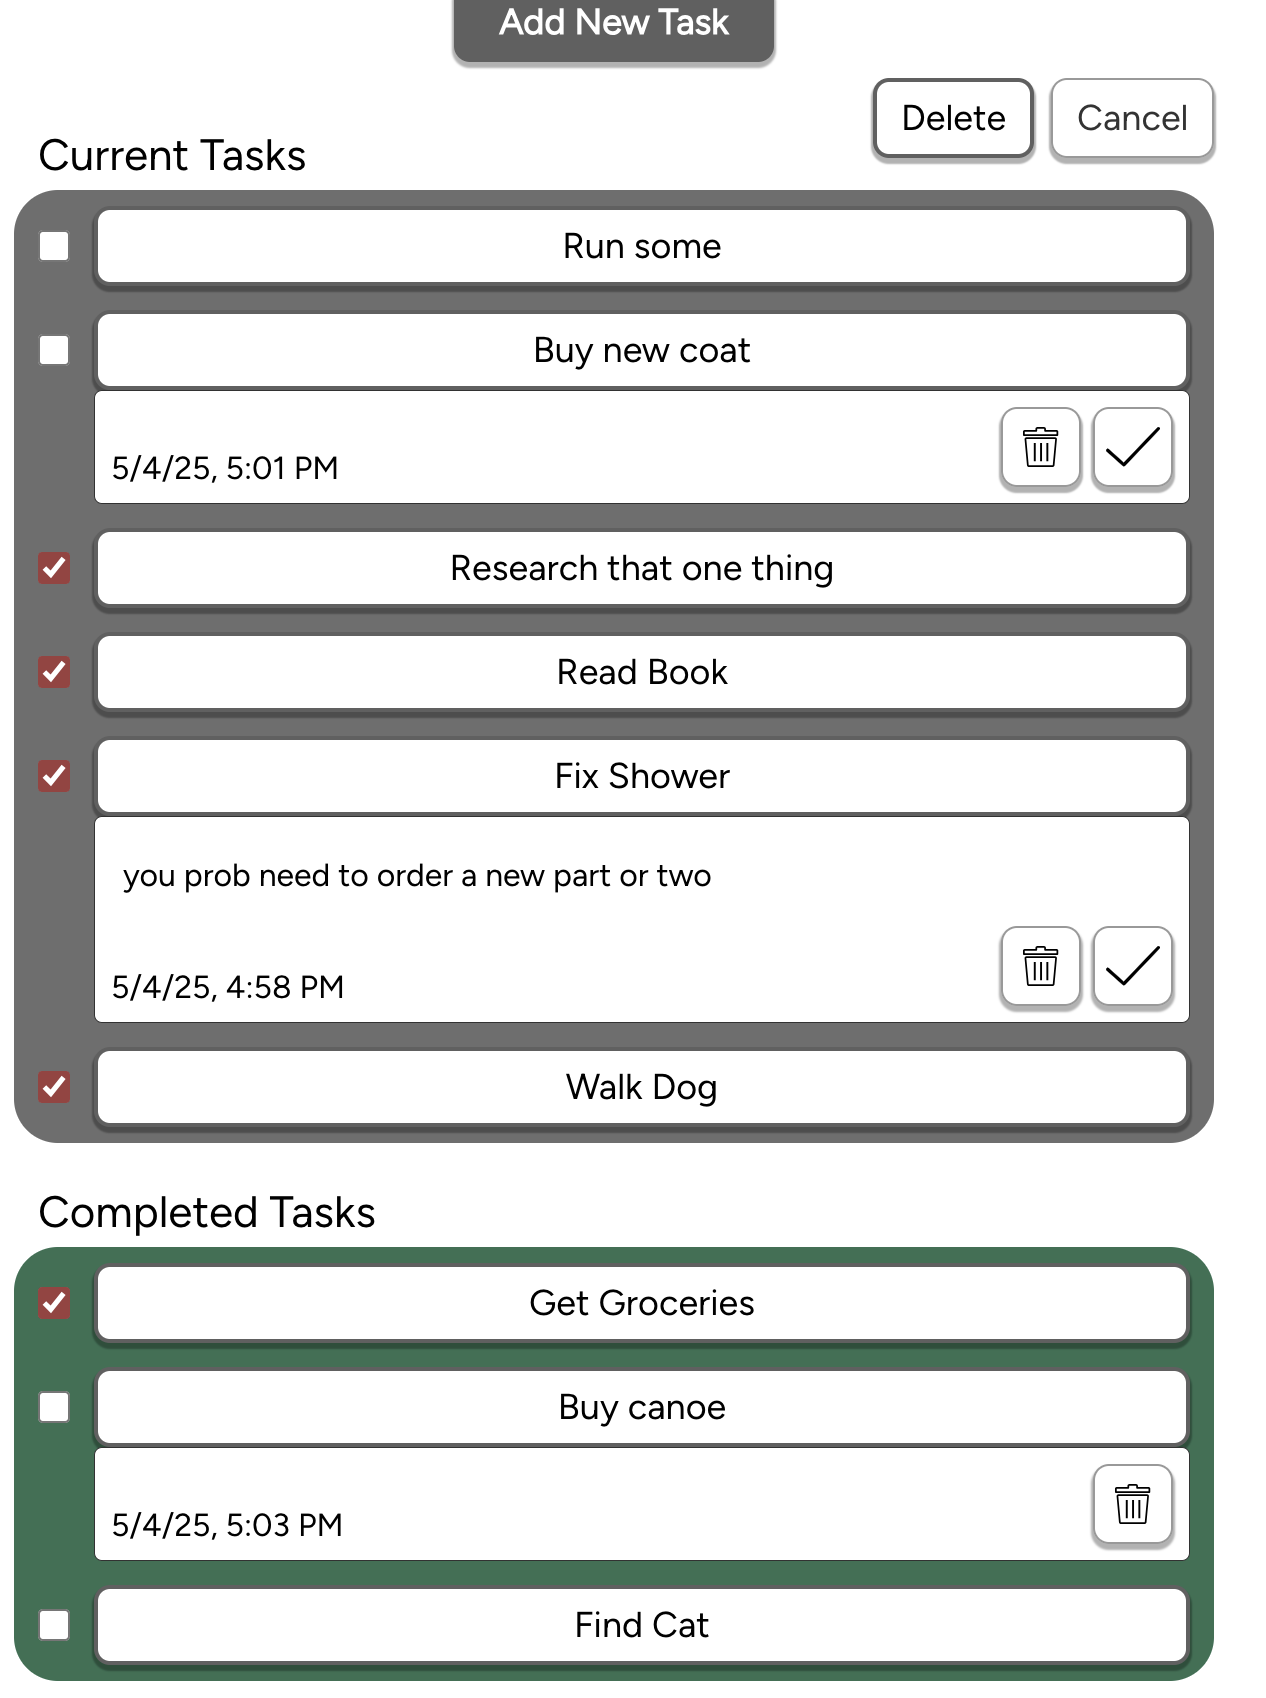 Add New Task
Delete
Cancel
Current Tasks
Run some
Buy new coat
5/4/25, 5:01 PM
Research that one thing
Read Book
Fix Shower
you prob need to order a new part or two
5/4/25, 4:58 PM
Walk Dog
Completed Tasks
Get Groceries
Buy canoe
5/4/25, 5:03 PM
Find Cat